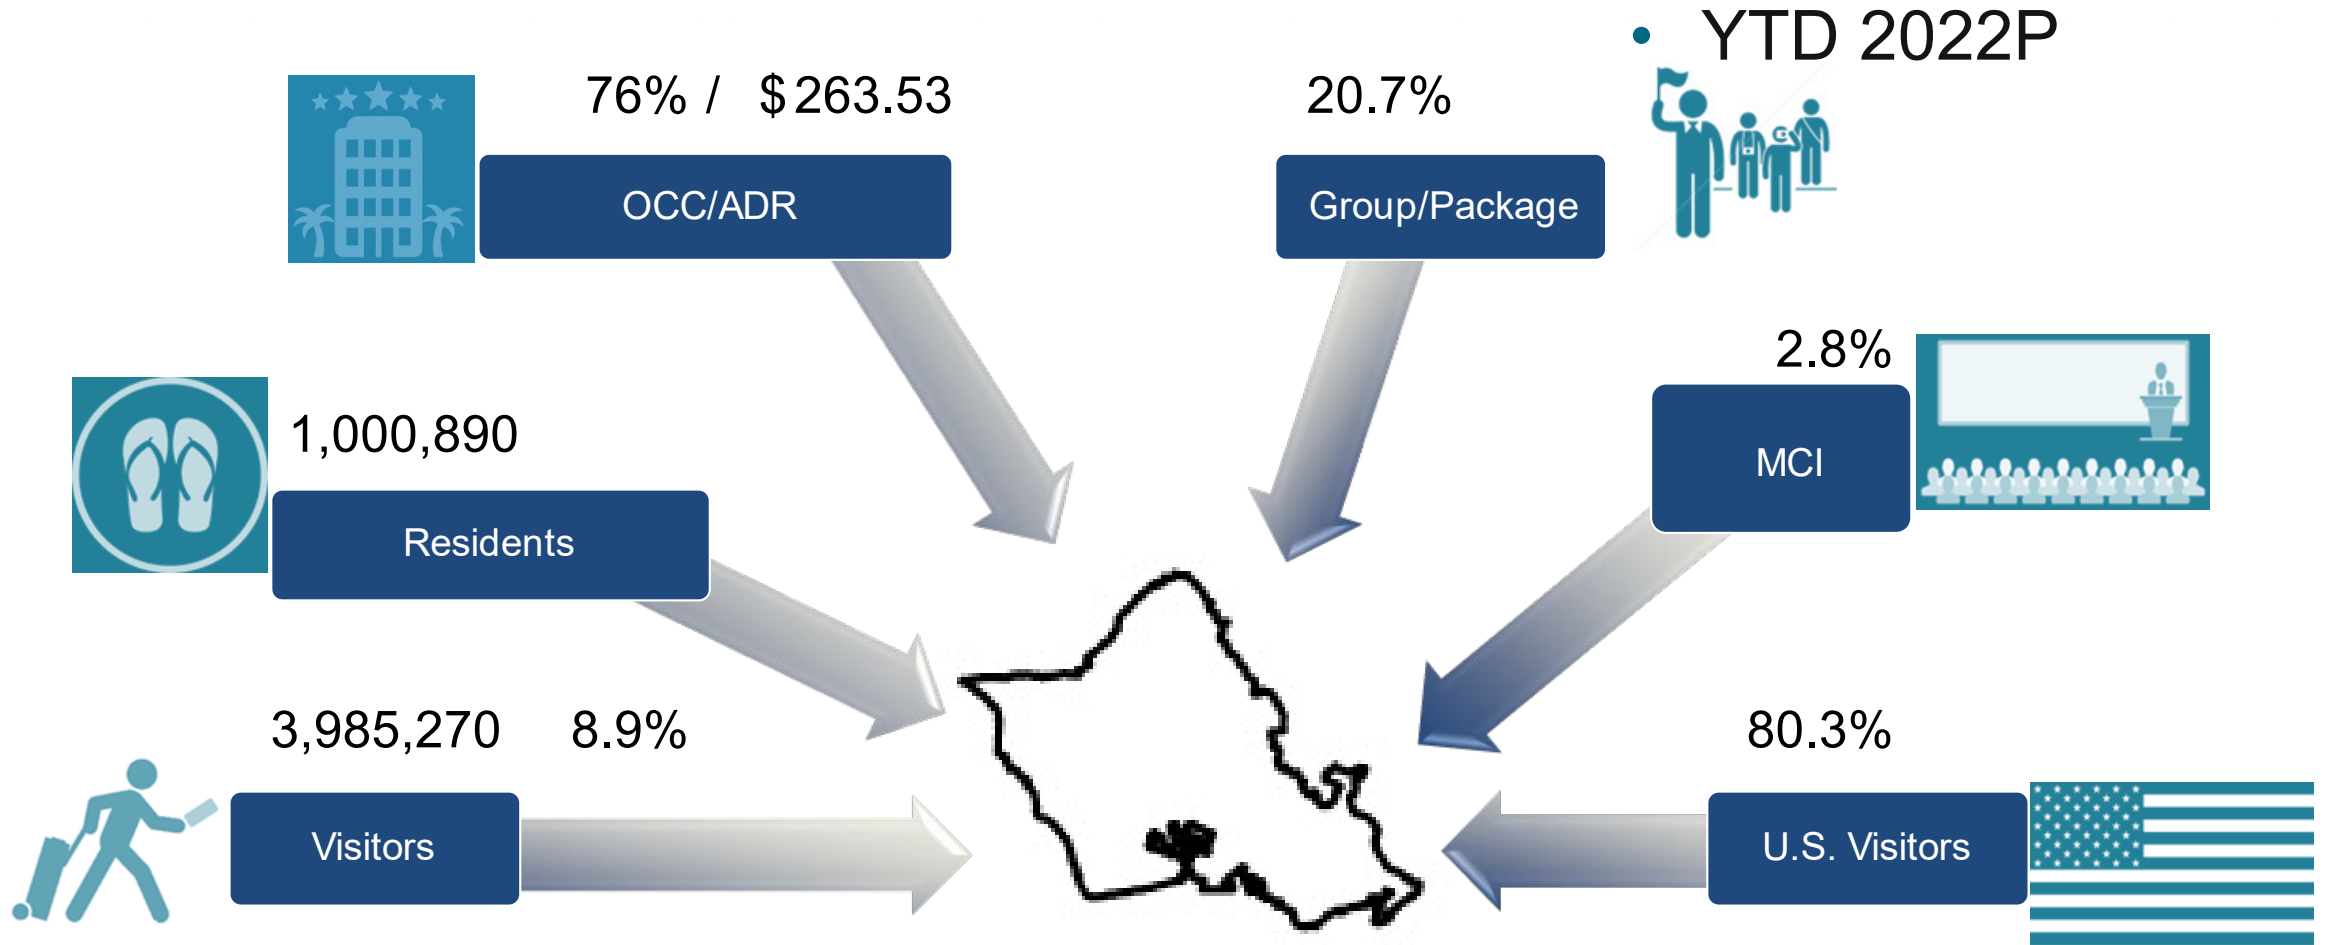 • YTD 2022P
76% / $263.53
OCC/ADR
20.7%
Group/Package
2.8%
MCI
1,000,890
Residents
3,985,270 8.9%
Visitors
80.3%
U.S. Visitors